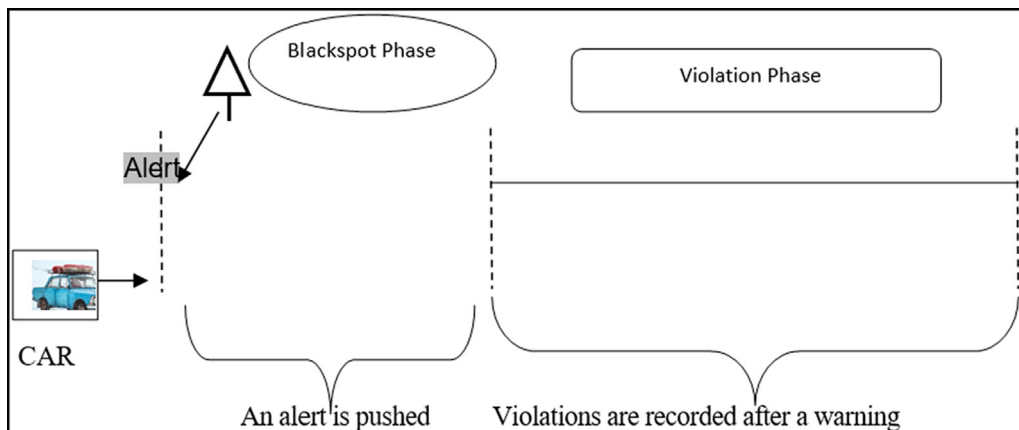 Blackspot Phase
Violation Phase
Alert
CAR
An alert is pushed
Violations are recorded after a warning